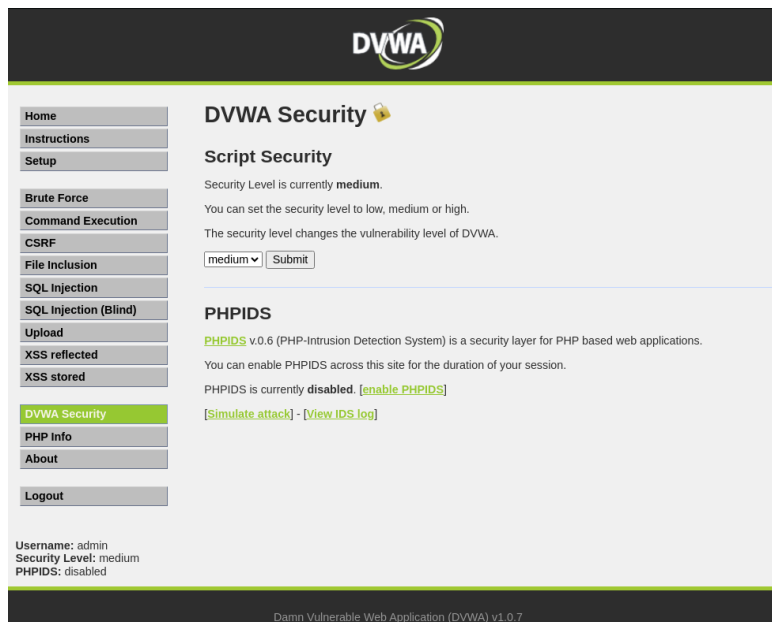 DVWA
Home
Instructions
Setup
Brute Force
Command Execution
CSRF
File Inclusion
SQL Injection
SQL Injection (Blind)
Upload
XSS reflected
XSS stored
DVWA Security
PHP Info
About
Logout
Username: admin
Security Level: medium
PHPIDS: disabled
DVWA Security
Script Security
Security Level is currently medium.
You can set the security level to low, medium or high.
The security level changes the vulnerability level of DVWA.
medium Submit
PHPIDS
PHPIDS v.0.6 (PHP-Intrusion Detection System) is a security layer for PHP based web applications.
You can enable PHPIDS across this site for the duration of your session.
PHPIDS is currently disabled. [enable PHPIDS]
[Simulate attack] - [View IDS log]
Damn Vulnerable Web Application (DVWA) v1.0.7